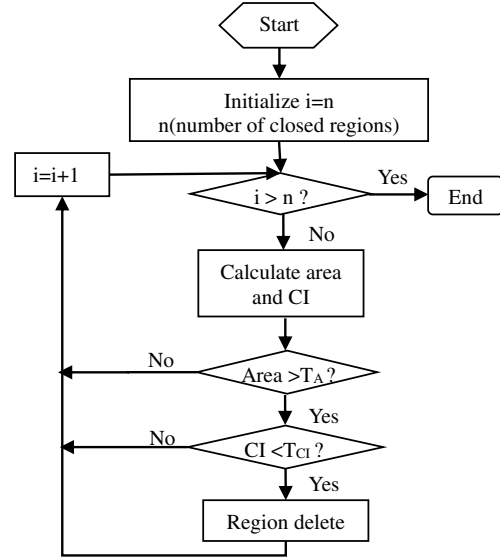 Start
Initialize i=n
n(number of closed regions)
i=i+1
i > n ?
Yes
End
No
Calculate area
and CI
No
Area >TA?
Yes
No
CI <TCI ?
Yes
Region delete